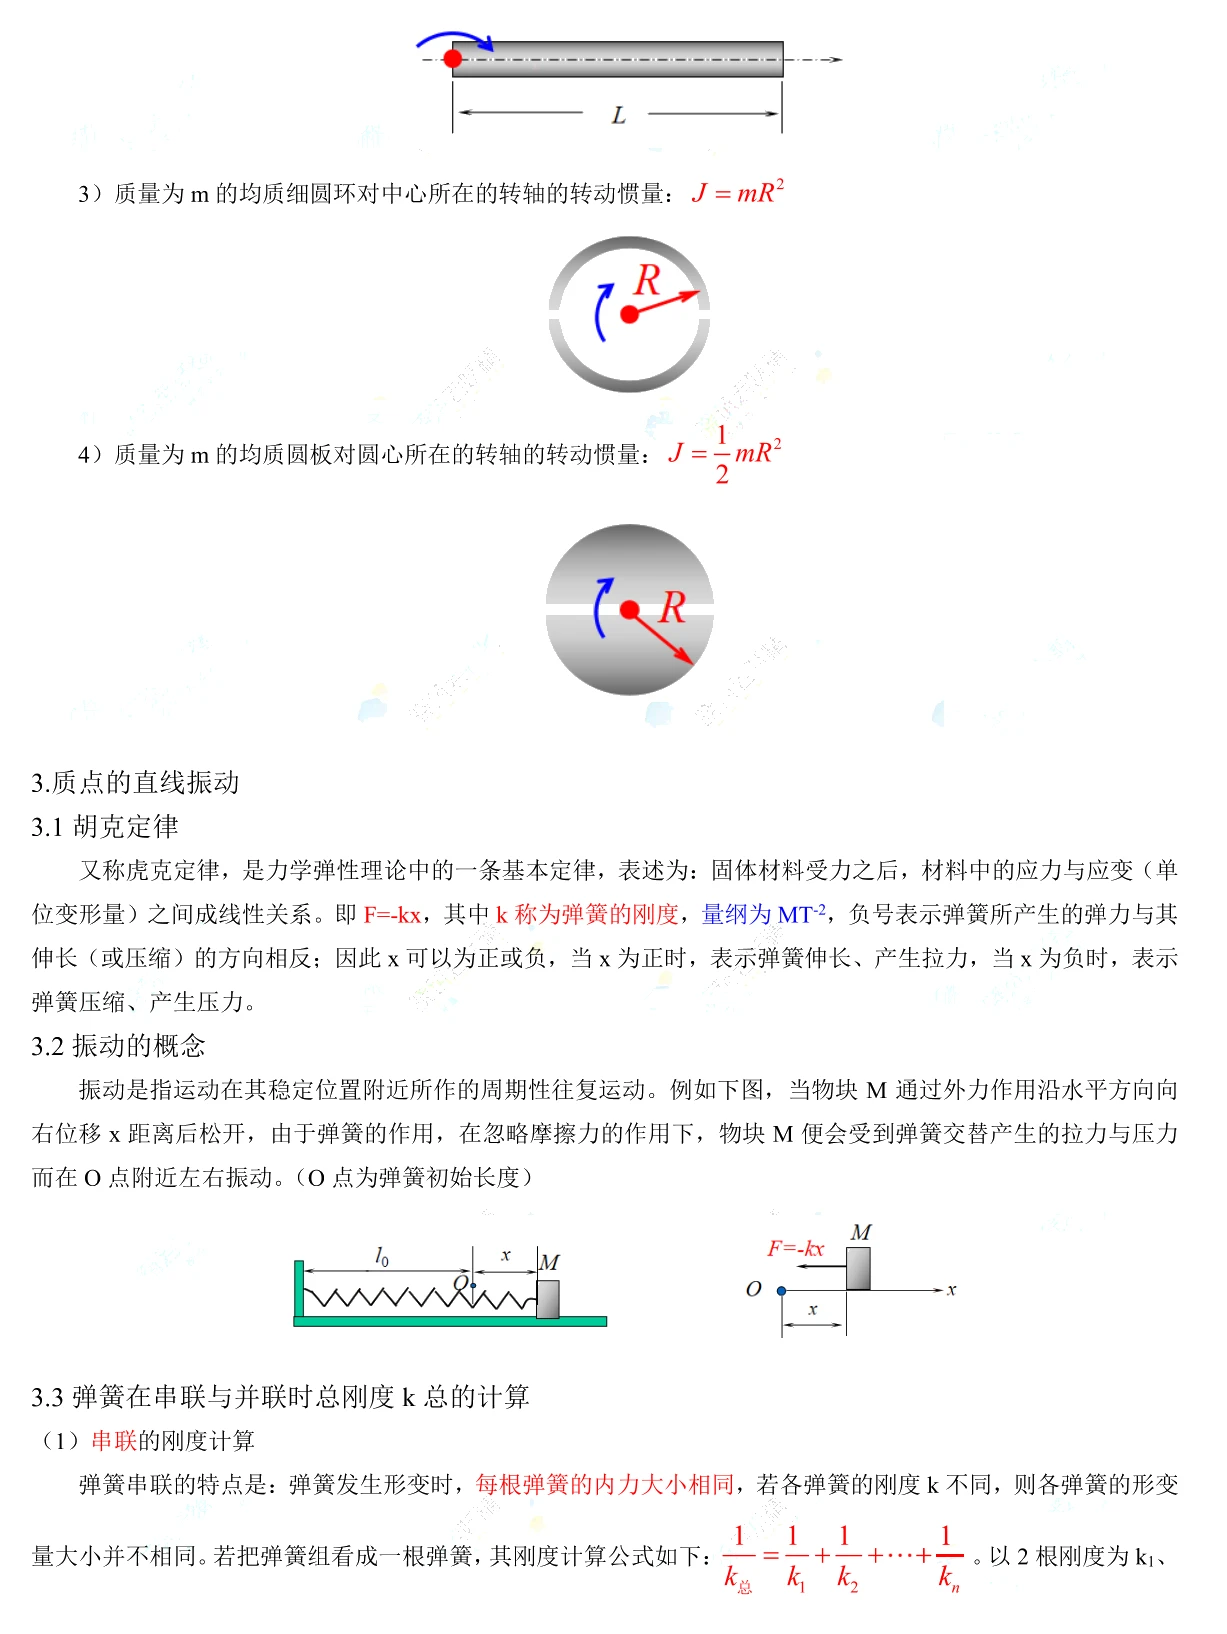 L
3）质量为 m 的均质细圆环对中心所在的转轴的转动惯量：J = mR²
R
4）质量为 m 的均质圆板对圆心所在的转轴的转动惯量：J = 1/2 mR²
R
3.质点的直线振动
3.1 胡克定律
又称虎克定律，是力学弹性理论中的一条基本定律，表述为：固体材料受力之后，材料中的应力与应变（单
位变形量）之间成线性关系。即 F=-kx，其中 k 称为弹簧的刚度，量纲为 MT⁻²，负号表示弹簧所产生的弹力与其
伸长（或压缩）的方向相反；因此 x 可以为正或负，当 x 为正时，表示弹簧伸长、产生拉力，当 x 为负时，表示
弹簧压缩、产生压力。
3.2 振动的概念
振动是指运动在其稳定位置附近所作的周期性往复运动。例如下图，当物块 M 通过外力作用沿水平方向向
右位移 x 距离后松开，由于弹簧的作用，在忽略摩擦力的作用下，物块 M 便会受到弹簧交替产生的拉力与压力
而在 O 点附近左右振动。（O 点为弹簧初始长度）
l₀ x M O
M F=-kx O x x
3.3 弹簧在串联与并联时总刚度 k 总的计算
（1）串联的刚度计算
弹簧串联的特点是：弹簧发生形变时，每根弹簧的内力大小相同，若各弹簧的刚度 k 不同，则各弹簧的形变
量大小并不相同。若把弹簧组看成一根弹簧，其刚度计算公式如下：1/k总 = 1/k₁ + 1/k₂ + ⋯ + 1/kₙ 。以 2 根刚度为 k₁、